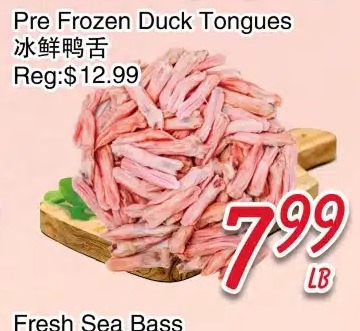 Pre Frozen Duck Tongues
冰鲜鸭舌
Reg:$12.99
7.99
LB
Fresh Sea Bass